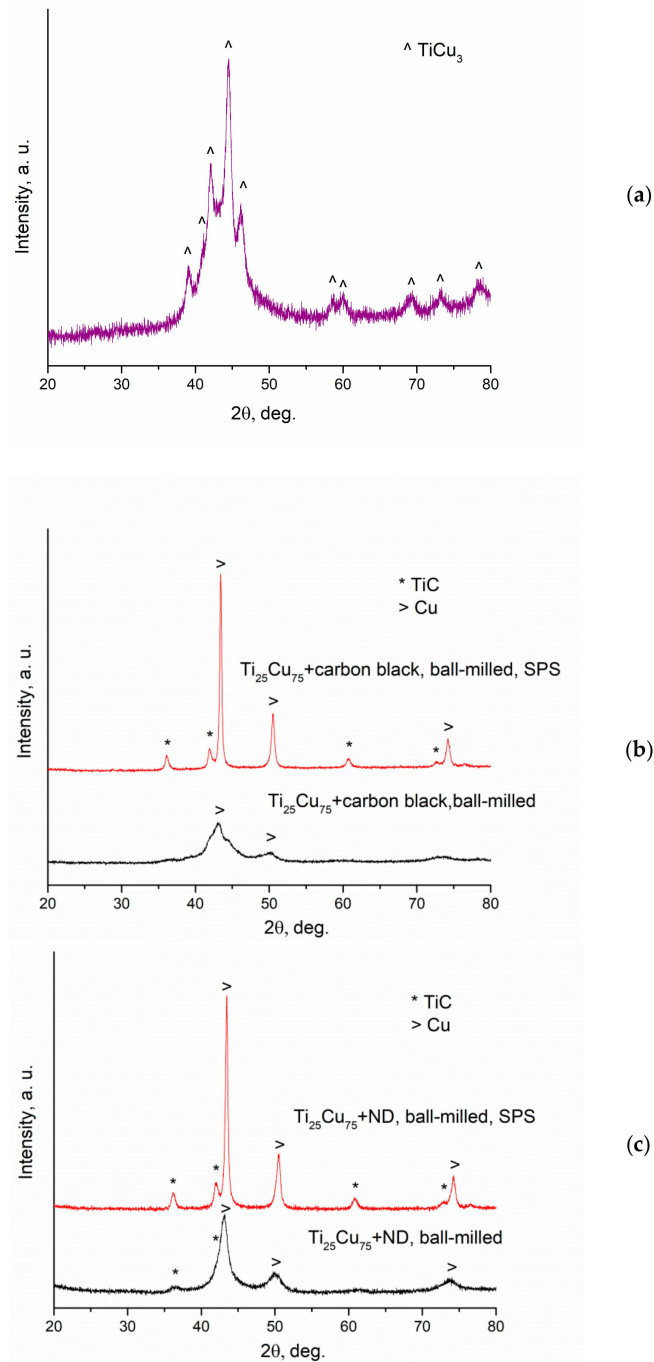 ^ ^ ^ ^ ^ ^ ^ ^ ^ ^
^ TiCu₃
Intensity, a. u.
(a)
20 30 40 50 60 70 80
2θ, deg.
* TiC
> Cu
Ti₂₅Cu₇₅+carbon black, ball-milled, SPS
* * > > * * >
Intensity, a. u.
(b)
Ti₂₅Cu₇₅+carbon black,ball-milled
> >
20 30 40 50 60 70 80
2θ, deg.
* TiC
> Cu
Ti₂₅Cu₇₅+ND, ball-milled, SPS
* * > > * * >
Intensity, a. u.
(c)
Ti₂₅Cu₇₅+ND, ball-milled
* * > > >
20 30 40 50 60 70 80
2θ, deg.